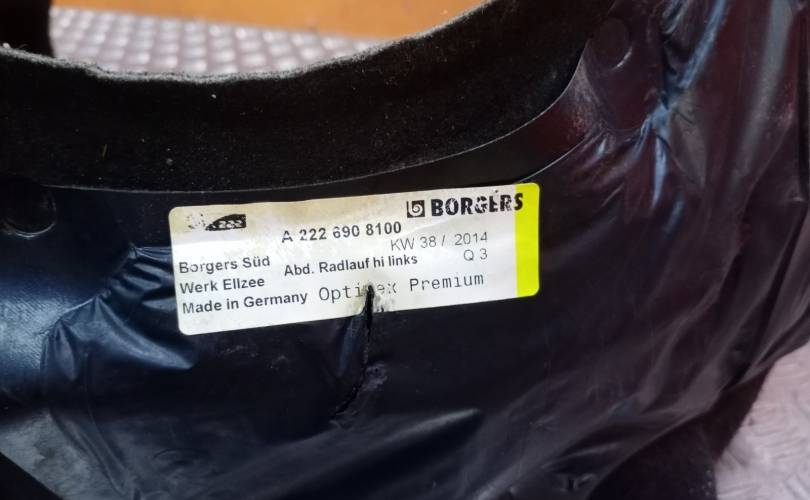 BORGERS
A 222 690 8100
KW 38 / 2014
Borgers Süd
Abd. Radlauf hi links
Q 3
Werk Ellzee
Made in Germany
Premium